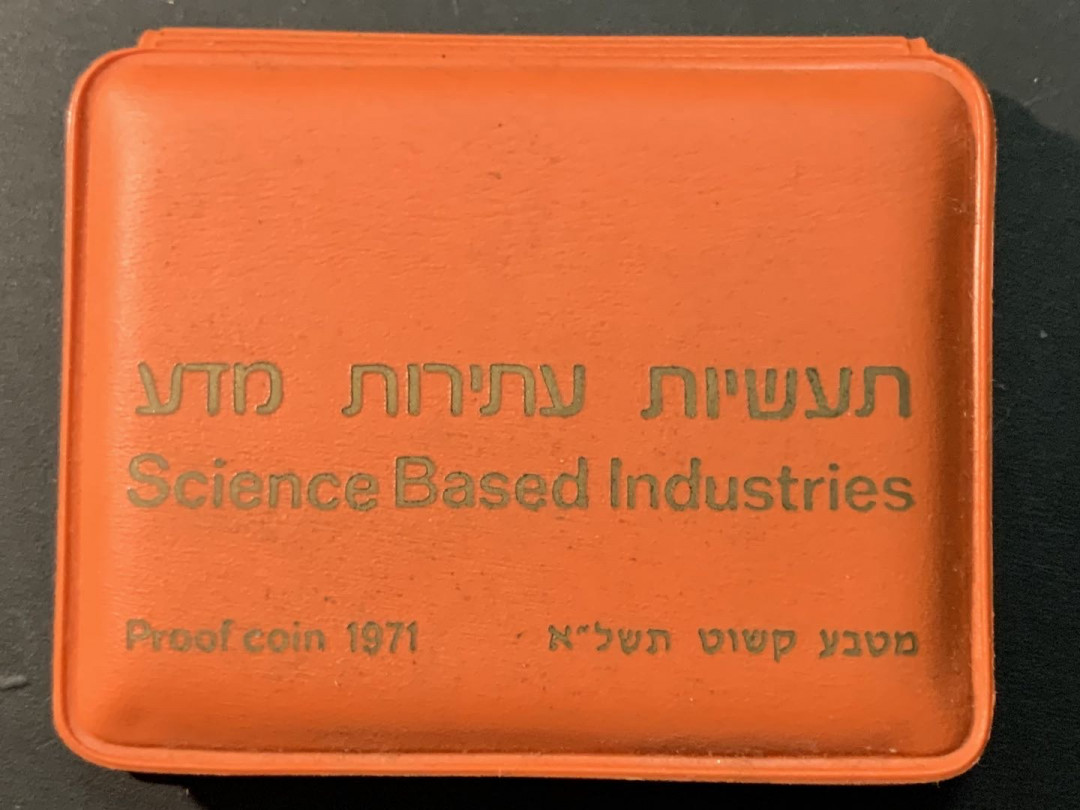 תעשיות עתירות מדע
Science Based Industries
Proof coin 1971
מטבע קשוט תשל״א